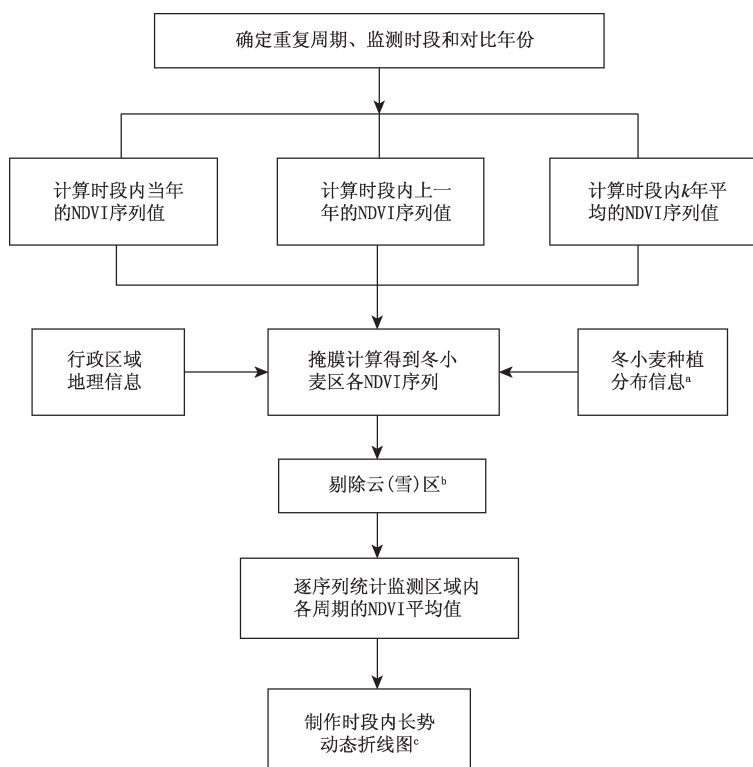 确定重复周期、监测时段和对比年份
计算时段内当年
的NDVI序列值
计算时段内上一
年的NDVI序列值
计算时段内k年平
均的NDVI序列值
行政区域
地理信息
掩膜计算得到冬小
麦区各NDVI序列
冬小麦种植
分布信息ᵃ
剔除云(雪)区ᵇ
逐序列统计监测区域内
各周期的NDVI平均值
制作时段内长势
动态折线图ᶜ